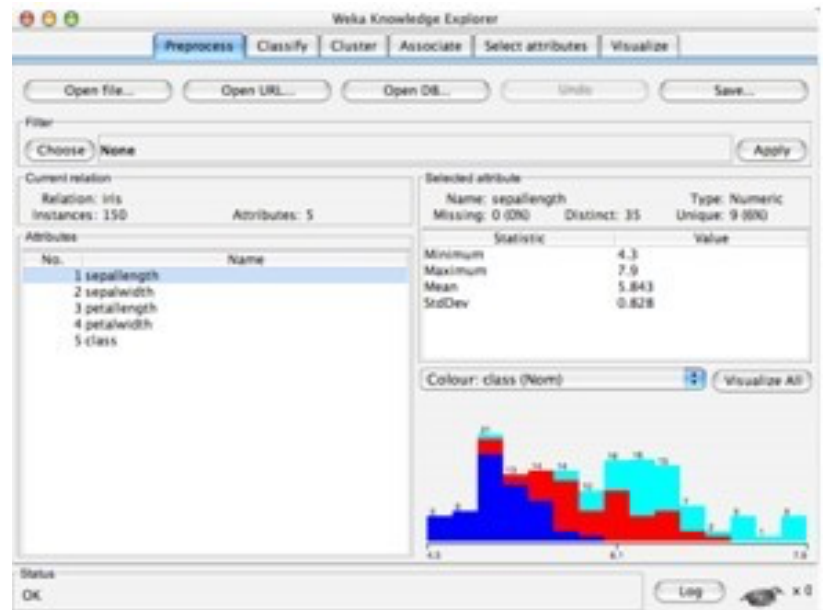 Weka Knowledge Explorer
Preprocess Classify Cluster Associate Select attributes Visualize
Open file... Open URL... Open DB... Undo Save...
Filter
Choose None Apply
Current relation
Relation: iris
Instances: 150 Attributes: 5
Selected attribute
Name: sepallength Type: Numeric
Missing: 0 (0%) Distinct: 35 Unique: 9 (6%)
Attributes
No. Name
1 sepallength
2 sepalwidth
3 petallength
4 petalwidth
5 class
Statistic Value
Minimum 4.3
Maximum 7.9
Mean 5.843
StdDev 0.828
Colour: class (Nom) Visualize All
4.3 6.1 7.9
Status
OK
Log x 0